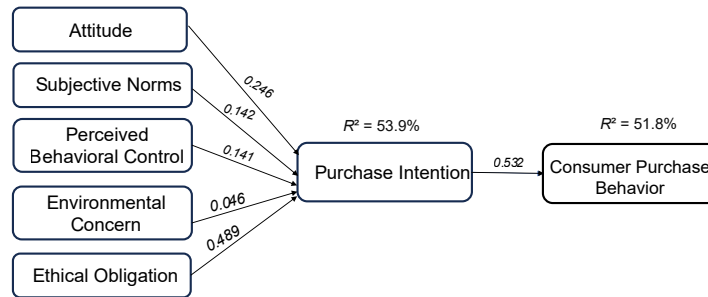 Attitude
Subjective Norms
Perceived
Behavioral Control
Environmental
Concern
Ethical Obligation
0.246
0.142
0.141
0.046
0.489
R² = 53.9%
Purchase Intention
0.532
R² = 51.8%
Consumer Purchase
Behavior